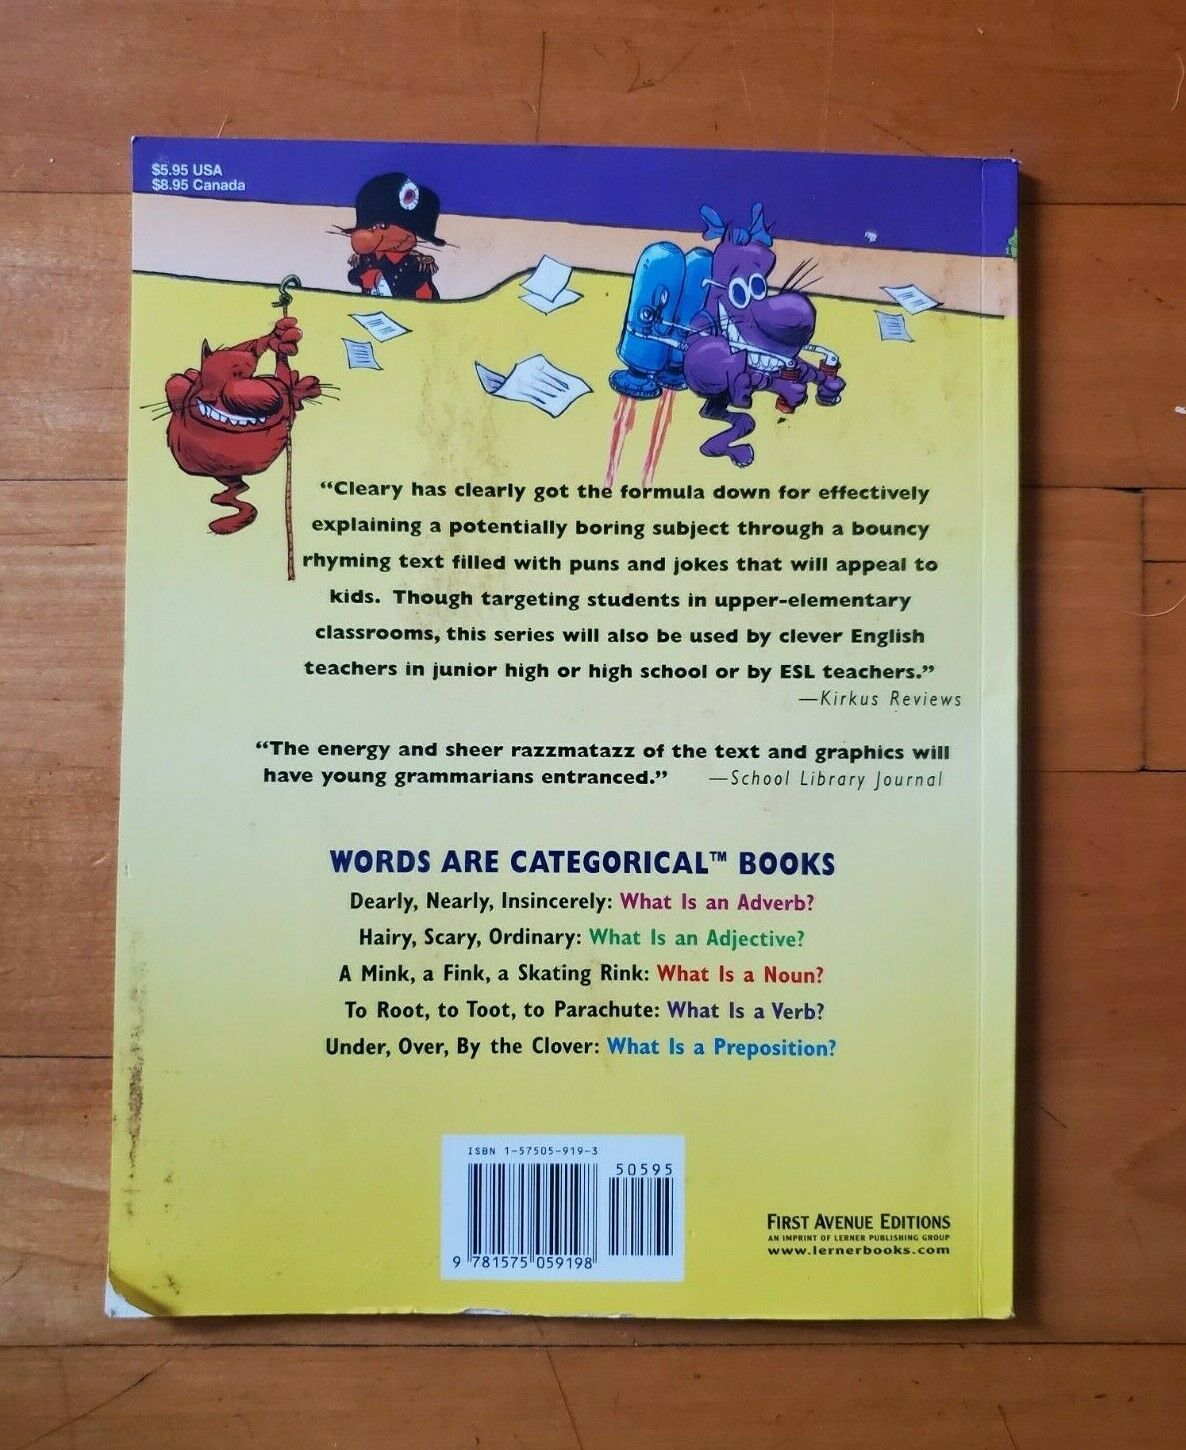 $5.95 USA
$8.95 Canada
“Cleary has clearly got the formula down for effectively
explaining a potentially boring subject through a bouncy
rhyming text filled with puns and jokes that will appeal to
kids. Though targeting students in upper-elementary
classrooms, this series will also be used by clever English
teachers in junior high or high school or by ESL teachers.”
—Kirkus Reviews
“The energy and sheer razzmatazz of the text and graphics will
have young grammarians entranced.” —School Library Journal
WORDS ARE CATEGORICAL™ BOOKS
Dearly, Nearly, Insincerely: What Is an Adverb?
Hairy, Scary, Ordinary: What Is an Adjective?
A Mink, a Fink, a Skating Rink: What Is a Noun?
To Root, to Toot, to Parachute: What Is a Verb?
Under, Over, By the Clover: What Is a Preposition?
ISBN 1-57505-919-3
50595
9 781575 059198
FIRST AVENUE EDITIONS
AN IMPRINT OF LERNER PUBLISHING GROUP
www.lernerbooks.com